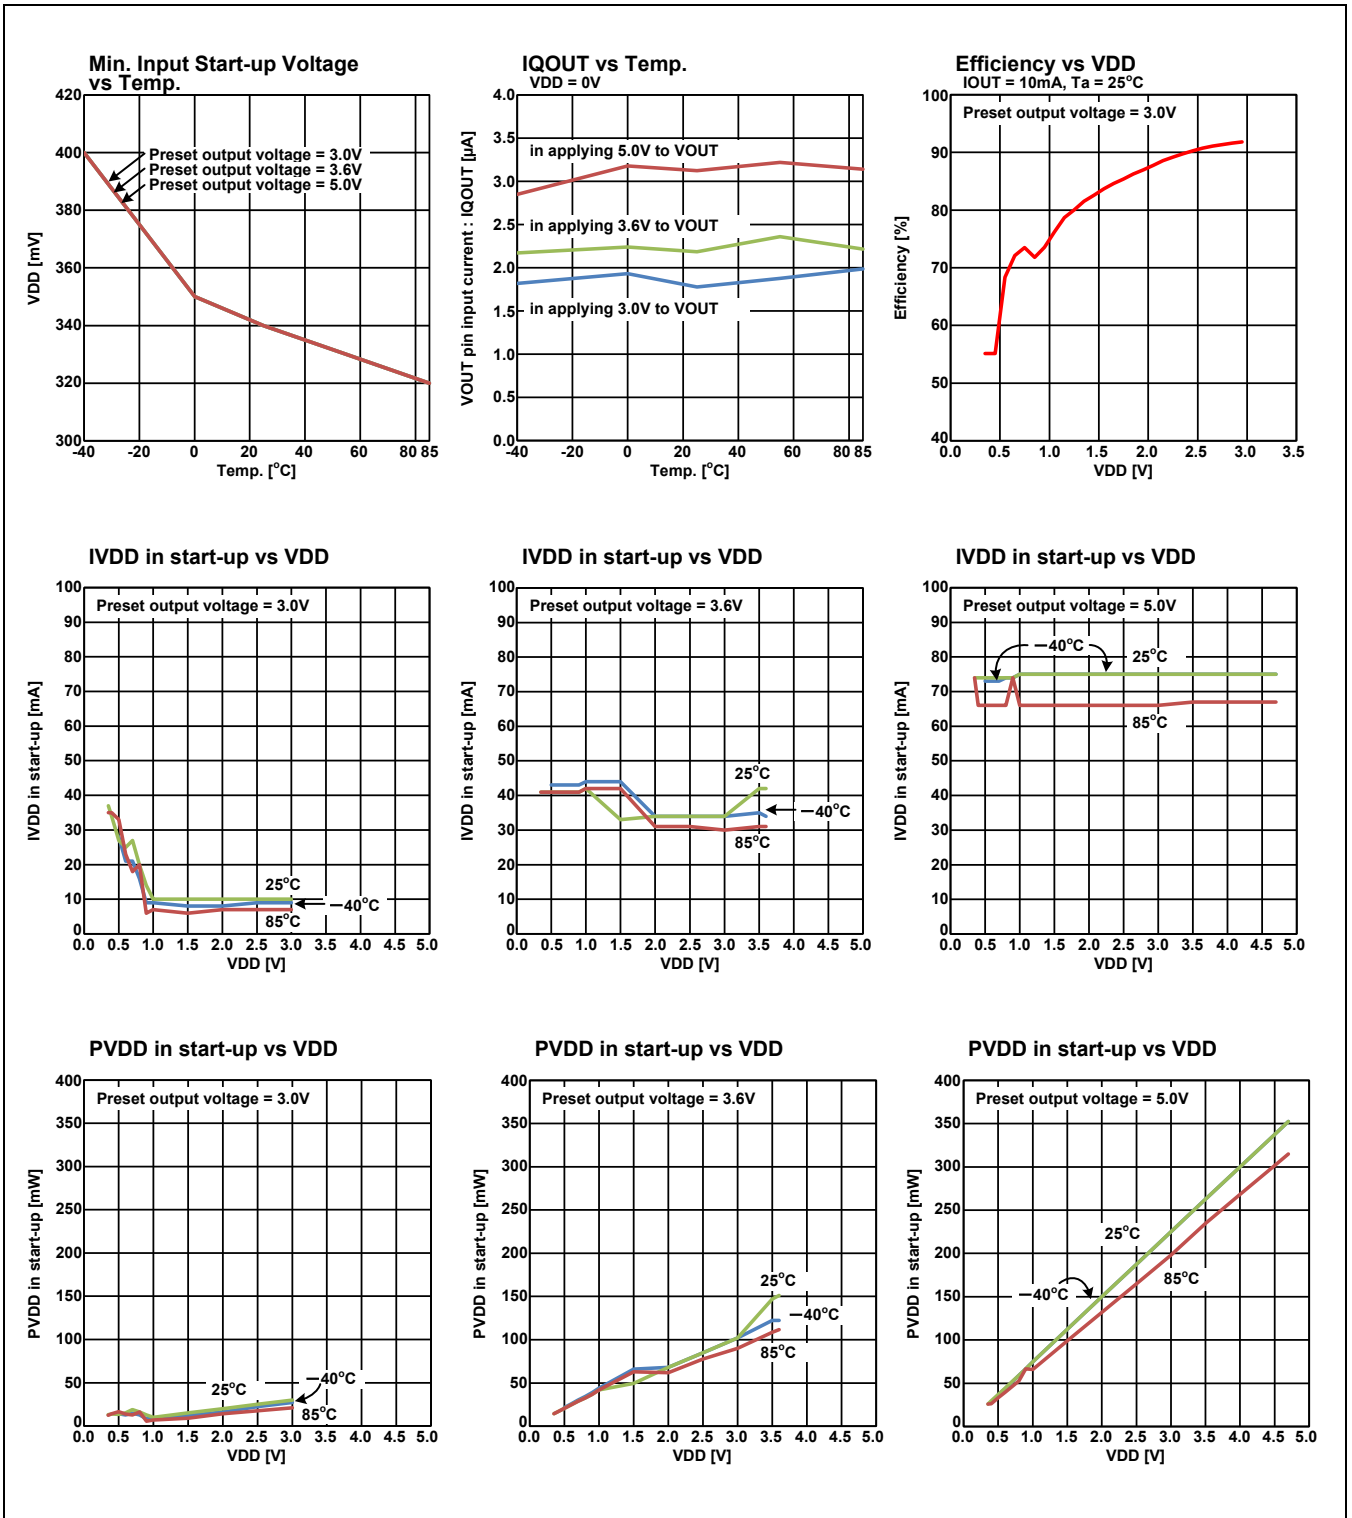 Min. Input Start-up Voltage
vs Temp.
420
400
380
360
340
320
300
VDD [mV]
Preset output voltage = 3.0V
Preset output voltage = 3.6V
Preset output voltage = 5.0V
-40 -20 0 20 40 60 80 85
Temp. [°C]
IQOUT vs Temp.
VDD = 0V
4.0
3.5
3.0
2.5
2.0
1.5
1.0
0.5
0.0
VOUT pin input current : IQOUT [µA]
in applying 5.0V to VOUT
in applying 3.6V to VOUT
in applying 3.0V to VOUT
-40 -20 0 20 40 60 80 85
Temp. [°C]
Efficiency vs VDD
IOUT = 10mA, Ta = 25°C
100
90
80
70
60
50
40
Efficiency [%]
Preset output voltage = 3.0V
0.0 0.5 1.0 1.5 2.0 2.5 3.0 3.5
VDD [V]
IVDD in start-up vs VDD
100
90
80
70
60
50
40
30
20
10
0
IVDD in start-up [mA]
Preset output voltage = 3.0V
25°C
−40°C
85°C
0.0 0.5 1.0 1.5 2.0 2.5 3.0 3.5 4.0 4.5 5.0
VDD [V]
IVDD in start-up vs VDD
100
90
80
70
60
50
40
30
20
10
0
IVDD in start-up [mA]
Preset output voltage = 3.6V
25°C
−40°C
85°C
0.0 0.5 1.0 1.5 2.0 2.5 3.0 3.5 4.0 4.5 5.0
VDD [V]
IVDD in start-up vs VDD
100
90
80
70
60
50
40
30
20
10
0
IVDD in start-up [mA]
Preset output voltage = 5.0V
−40°C
25°C
85°C
0.0 0.5 1.0 1.5 2.0 2.5 3.0 3.5 4.0 4.5 5.0
VDD [V]
PVDD in start-up vs VDD
400
350
300
250
200
150
100
50
0
PVDD in start-up [mW]
Preset output voltage = 3.0V
25°C
−40°C
85°C
0.0 0.5 1.0 1.5 2.0 2.5 3.0 3.5 4.0 4.5 5.0
VDD [V]
PVDD in start-up vs VDD
400
350
300
250
200
150
100
50
0
PVDD in start-up [mW]
Preset output voltage = 3.6V
25°C
−40°C
85°C
0.0 0.5 1.0 1.5 2.0 2.5 3.0 3.5 4.0 4.5 5.0
VDD [V]
PVDD in start-up vs VDD
400
350
300
250
200
150
100
50
0
PVDD in start-up [mW]
Preset output voltage = 5.0V
25°C
85°C
−40°C
0.0 0.5 1.0 1.5 2.0 2.5 3.0 3.5 4.0 4.5 5.0
VDD [V]